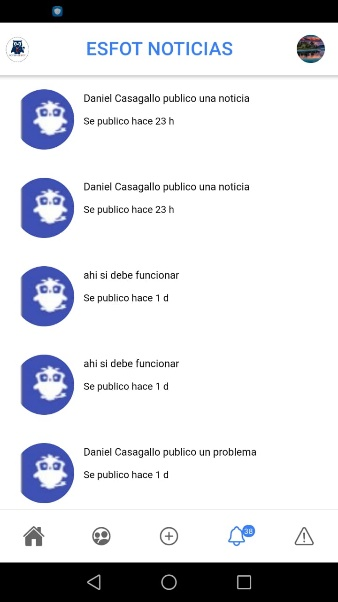 ESFOT NOTICIAS
Daniel Casagallo publico una noticia
Se publico hace 23 h
Daniel Casagallo publico una noticia
Se publico hace 23 h
ahi si debe funcionar
Se publico hace 1 d
ahi si debe funcionar
Se publico hace 1 d
Daniel Casagallo publico un problema
Se publico hace 1 d
38